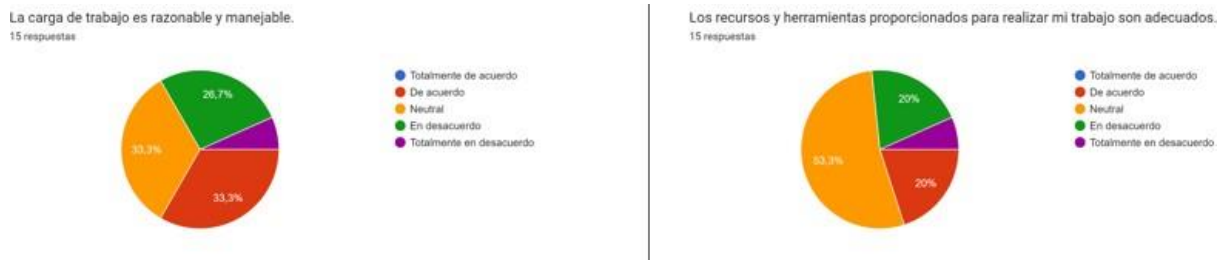 La carga de trabajo es razonable y manejable.
15 respuestas
26,7%
33,3%
33,3%
Totalmente de acuerdo
De acuerdo
Neutral
En desacuerdo
Totalmente en desacuerdo
Los recursos y herramientas proporcionados para realizar mi trabajo son adecuados.
15 respuestas
20%
53,3%
20%
Totalmente de acuerdo
De acuerdo
Neutral
En desacuerdo
Totalmente en desacuerdo